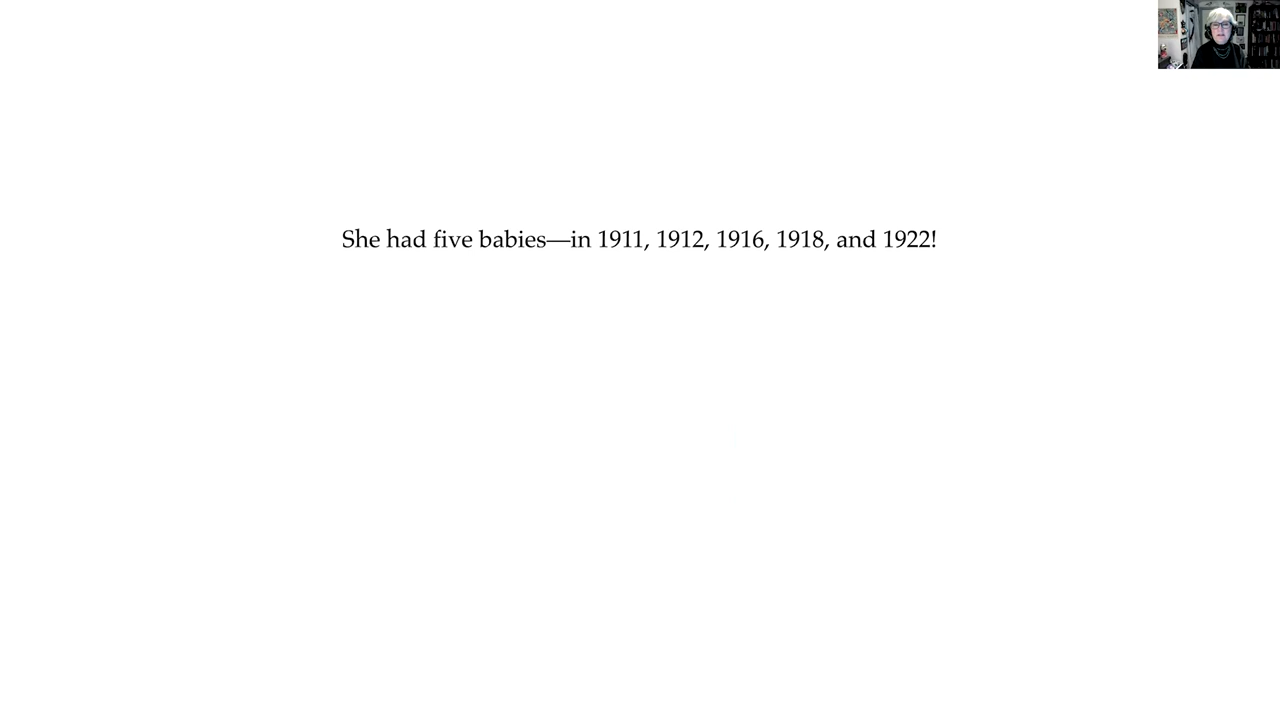 She had five babies—in 1911, 1912, 1916, 1918, and 1922!